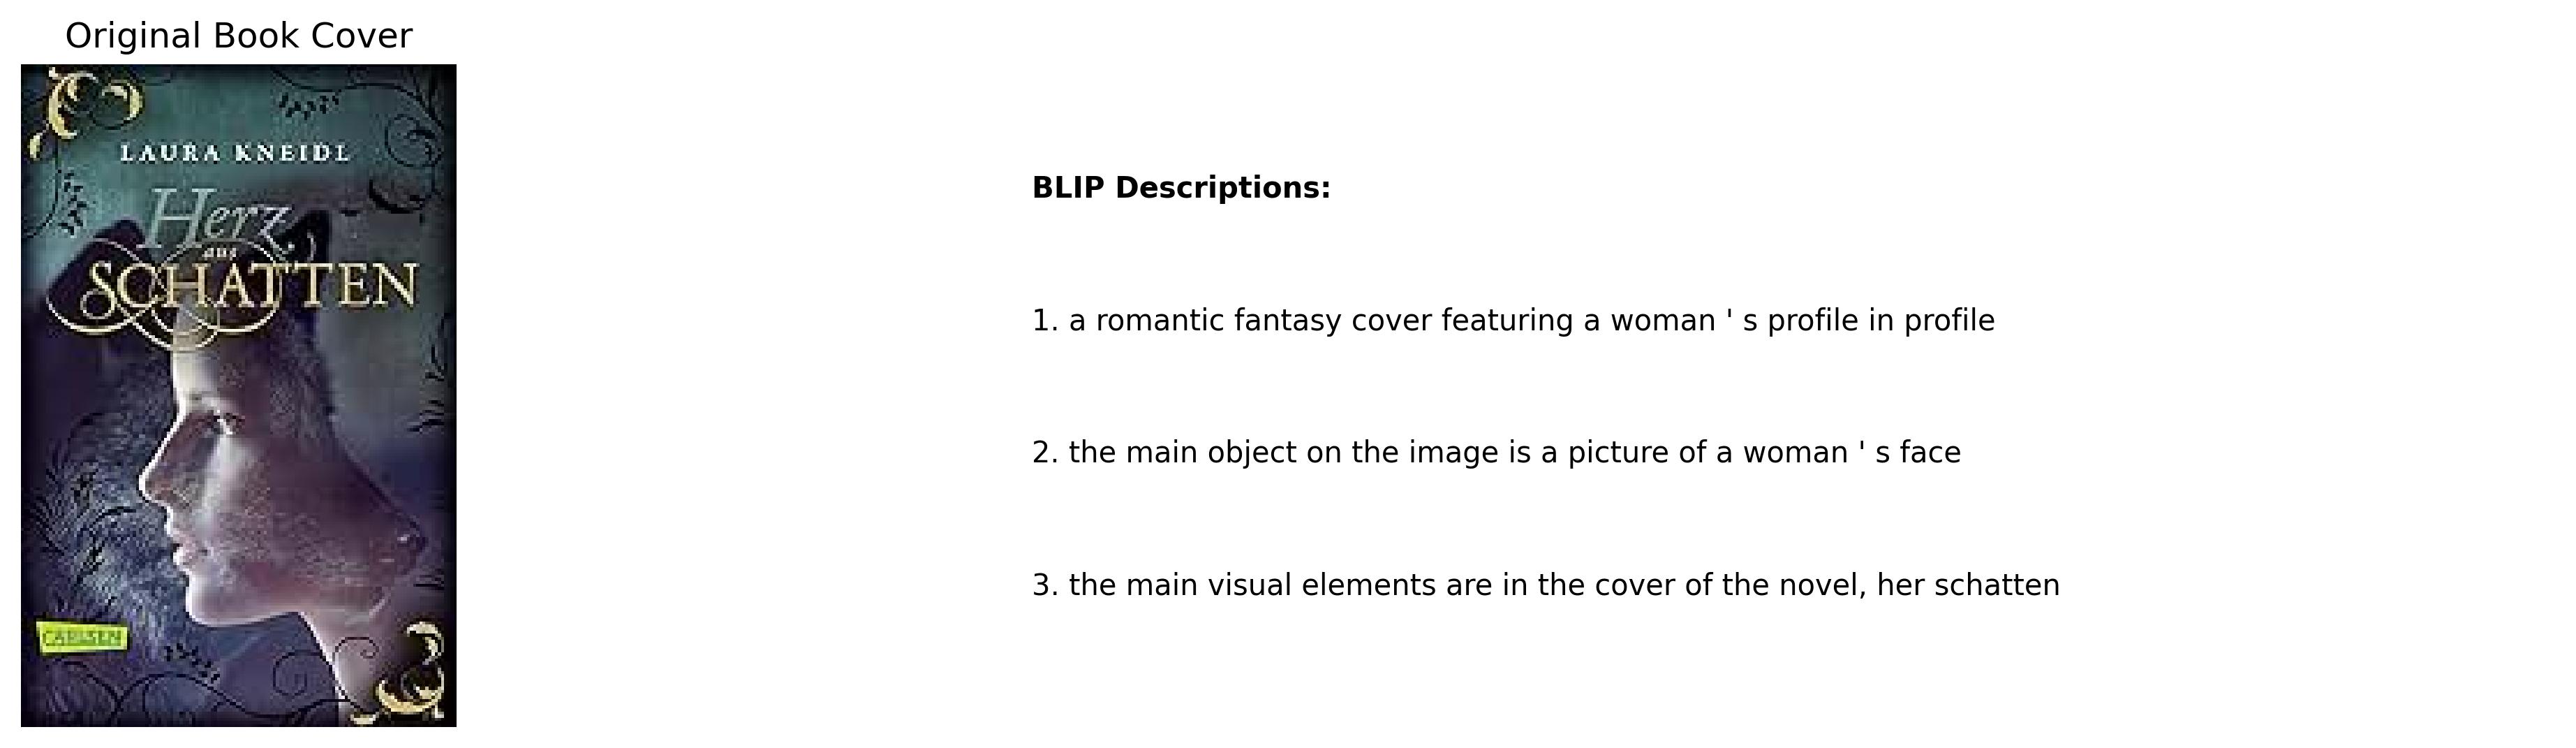 Original Book Cover
LAURA KNEIDL
Herz
aus
SCHATTEN
CARLSEN
BLIP Descriptions:
1. a romantic fantasy cover featuring a woman ' s profile in profile
2. the main object on the image is a picture of a woman ' s face
3. the main visual elements are in the cover of the novel, her schatten